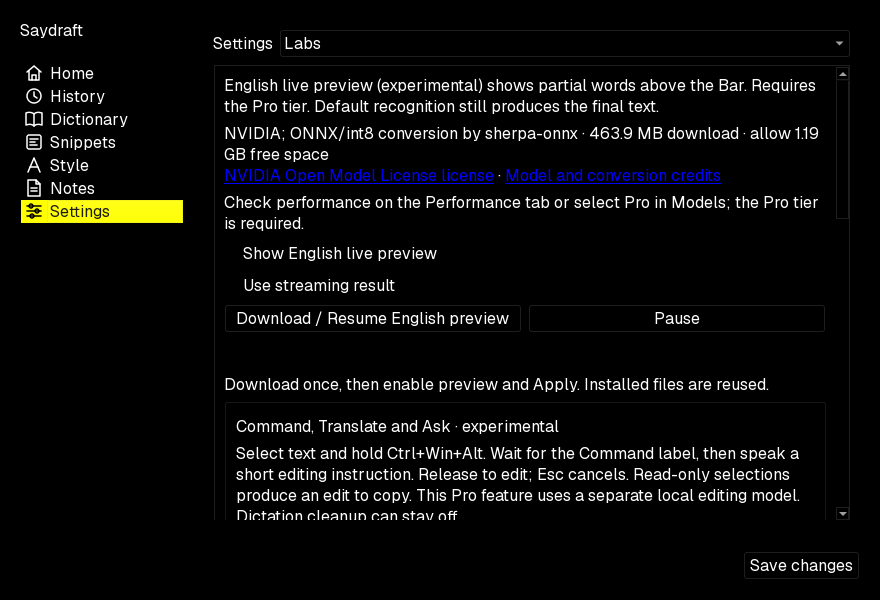 Saydraft
Home
History
Dictionary
Snippets
Style
Notes
Settings
Settings Labs
English live preview (experimental) shows partial words above the Bar. Requires
the Pro tier. Default recognition still produces the final text.
NVIDIA; ONNX/int8 conversion by sherpa-onnx · 463.9 MB download · allow 1.19
GB free space
NVIDIA Open Model License license · Model and conversion credits
Check performance on the Performance tab or select Pro in Models; the Pro tier
is required.
Show English live preview
Use streaming result
Download / Resume English preview Pause
Download once, then enable preview and Apply. Installed files are reused.
Command, Translate and Ask · experimental
Select text and hold Ctrl+Win+Alt. Wait for the Command label, then speak a
short editing instruction. Release to edit; Esc cancels. Read-only selections
produce an edit to copy. This Pro feature uses a separate local editing model.
Dictation cleanup can stay off.
Save changes